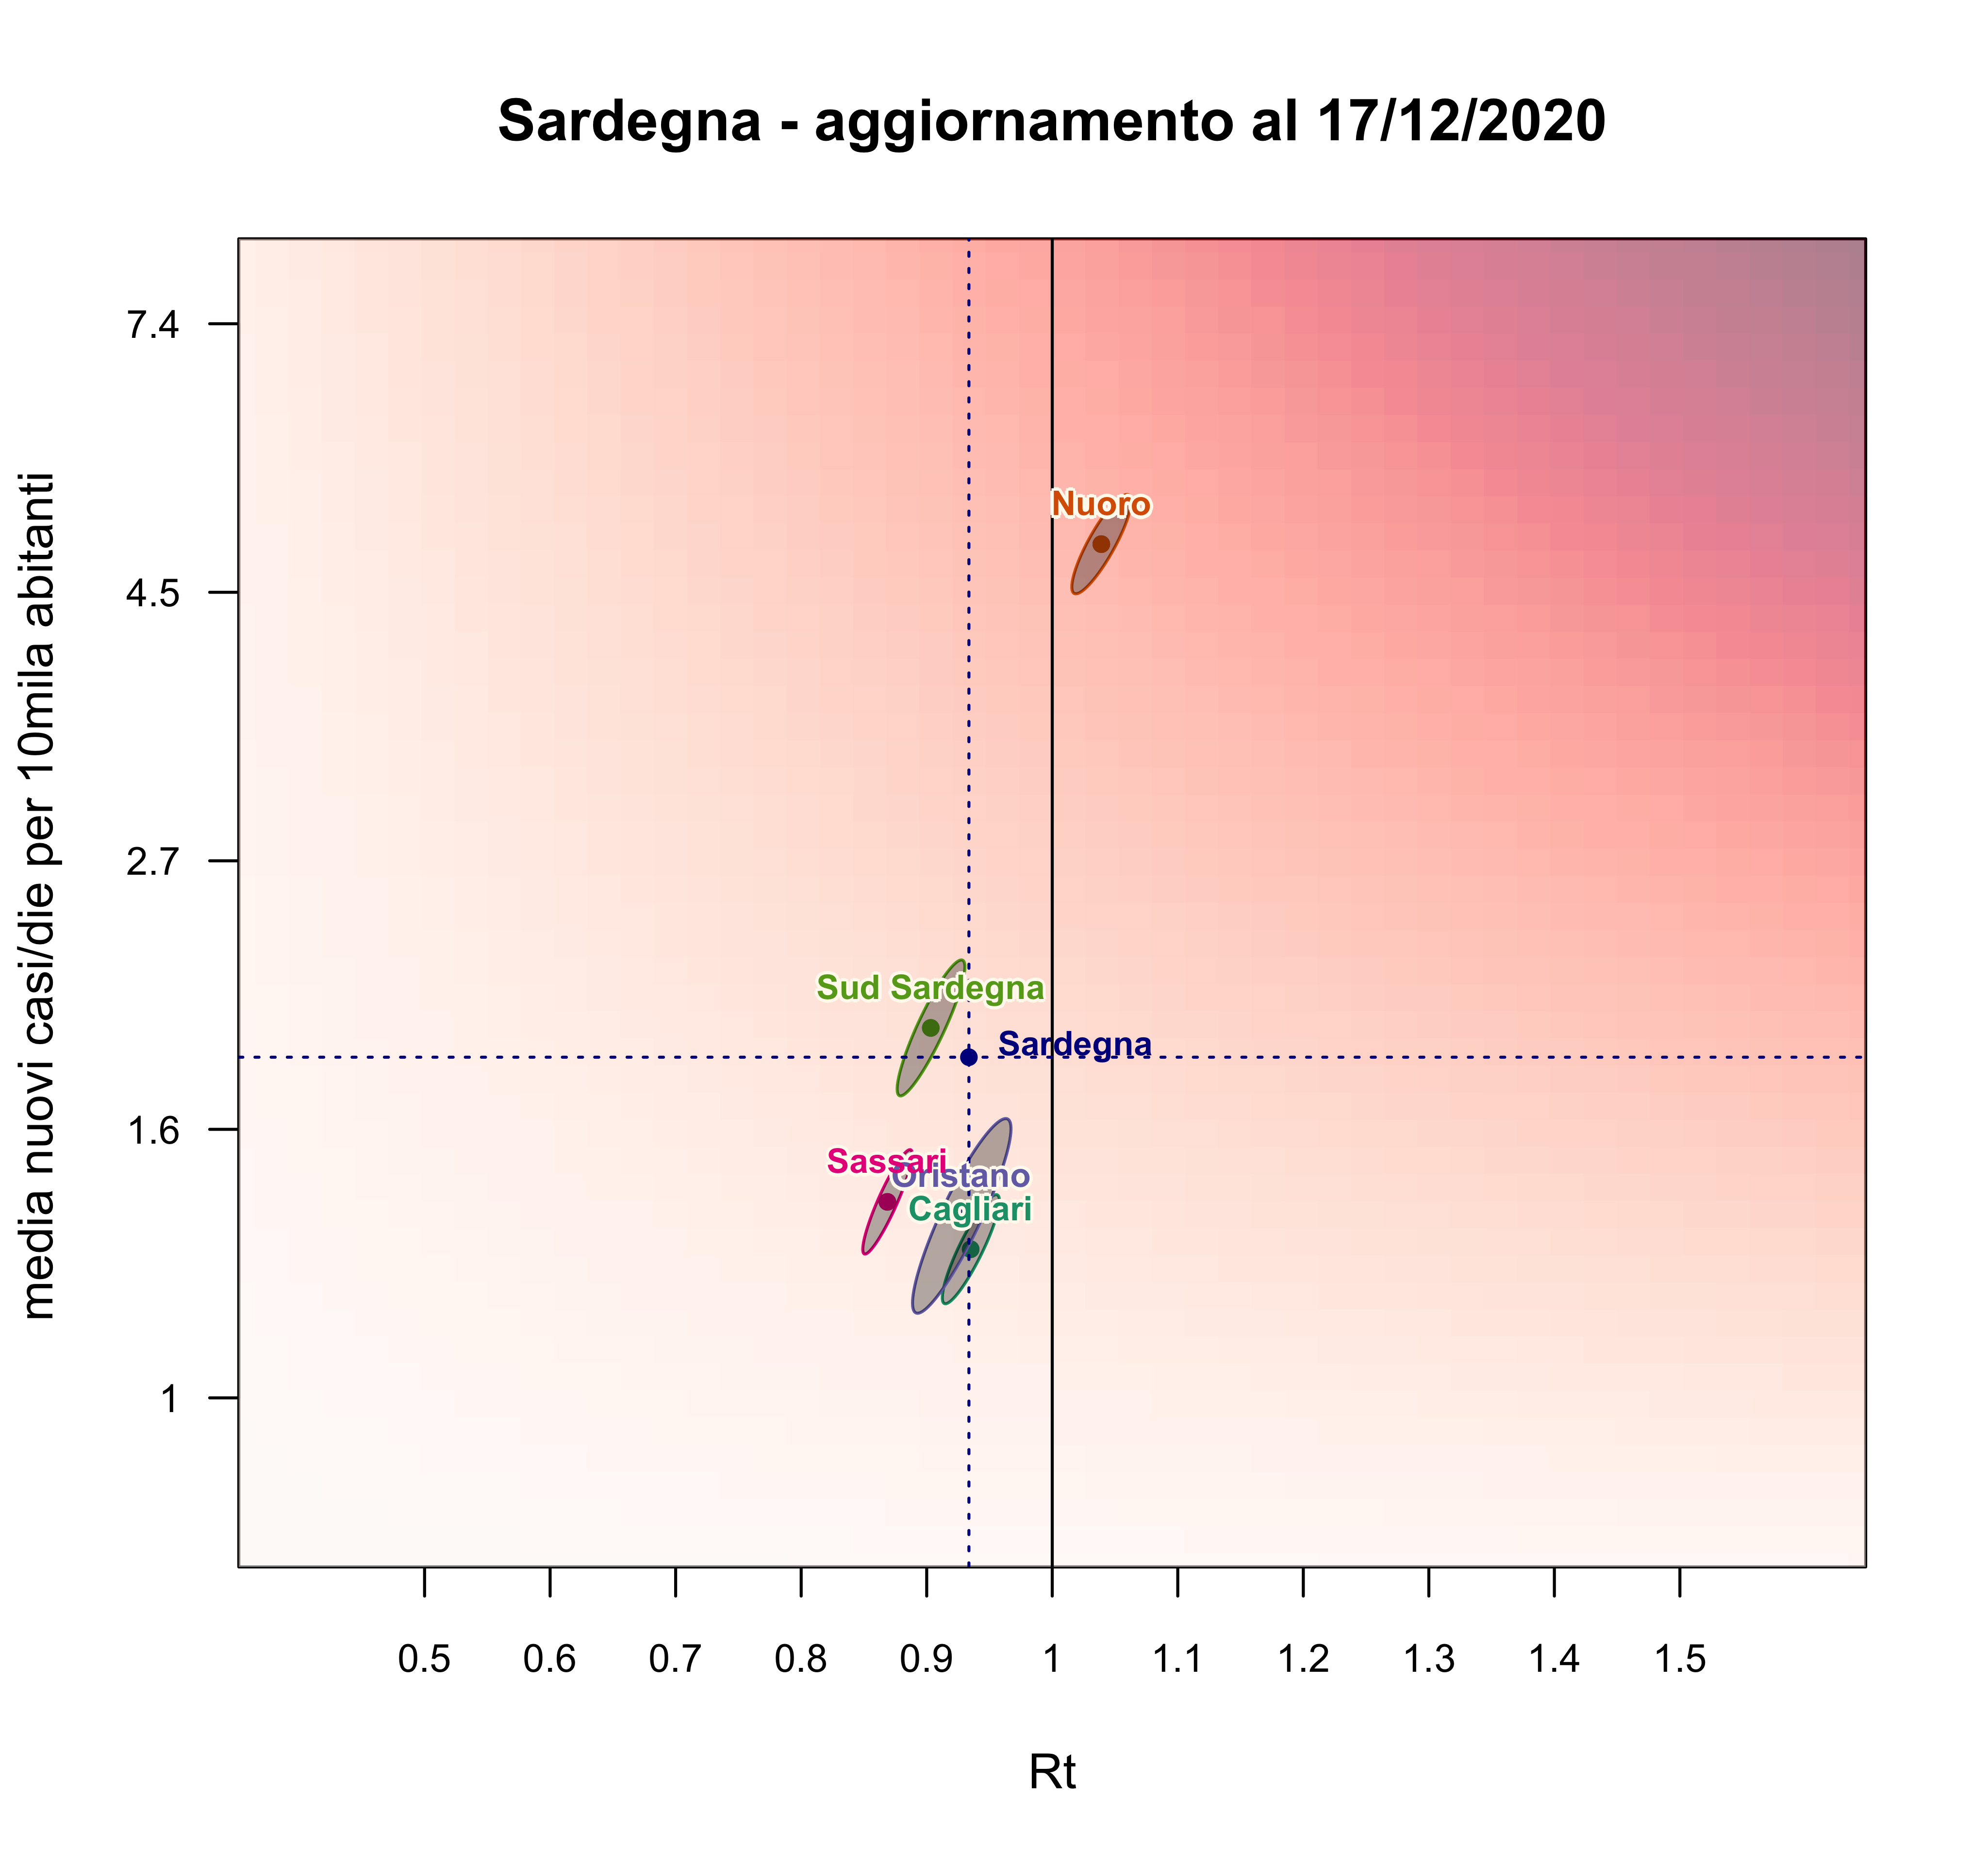 Sardegna - aggiornamento al 17/12/2020
media nuovi casi/die per 10mila abitanti
7.4
4.5
2.7
1.6
1
Nuoro
Sud Sardegna
Sardegna
Sassari
Oristano
Cagliari
0.5 0.6 0.7 0.8 0.9 1 1.1 1.2 1.3 1.4 1.5
Rt